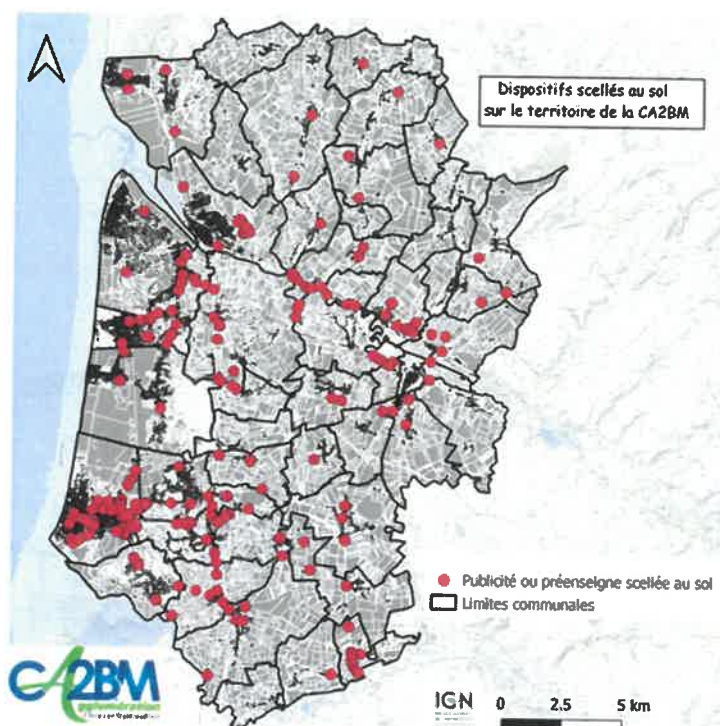 Dispositifs scellés au sol
sur le territoire de la CA2BM
Publicité ou préenseigne scellée au sol
Limites communales
CA2BM
agglomération
IGN 0 2.5 5 km